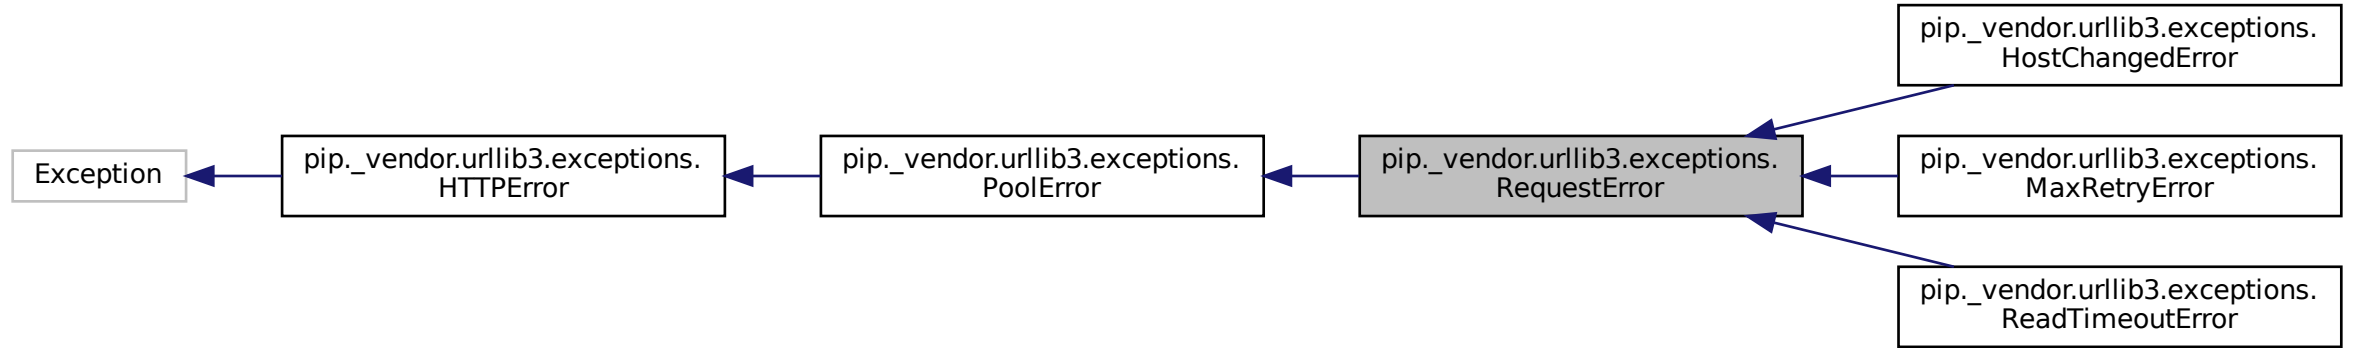 Exception
pip._vendor.urllib3.exceptions.
HTTPError
pip._vendor.urllib3.exceptions.
PoolError
pip._vendor.urllib3.exceptions.
RequestError
pip._vendor.urllib3.exceptions.
HostChangedError
pip._vendor.urllib3.exceptions.
MaxRetryError
pip._vendor.urllib3.exceptions.
ReadTimeoutError